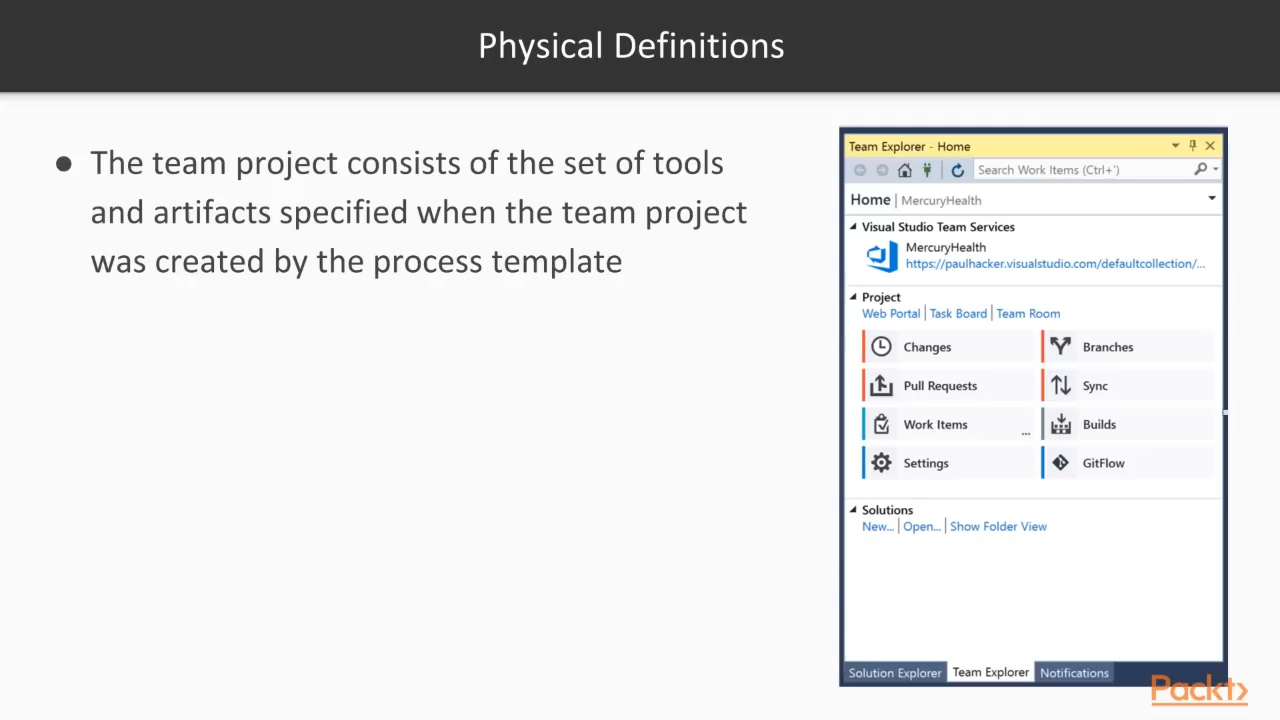 Physical Definitions
● The team project consists of the set of tools
and artifacts specified when the team project
was created by the process template
Team Explorer - Home
Search Work Items (Ctrl+')
Home | MercuryHealth
Visual Studio Team Services
MercuryHealth
https://paulhacker.visualstudio.com/defaultcollection/...
Project
Web Portal | Task Board | Team Room
Changes
Branches
Pull Requests
Sync
Work Items
...
Builds
Settings
GitFlow
Solutions
New... | Open... | Show Folder View
Solution Explorer Team Explorer Notifications
Packt>